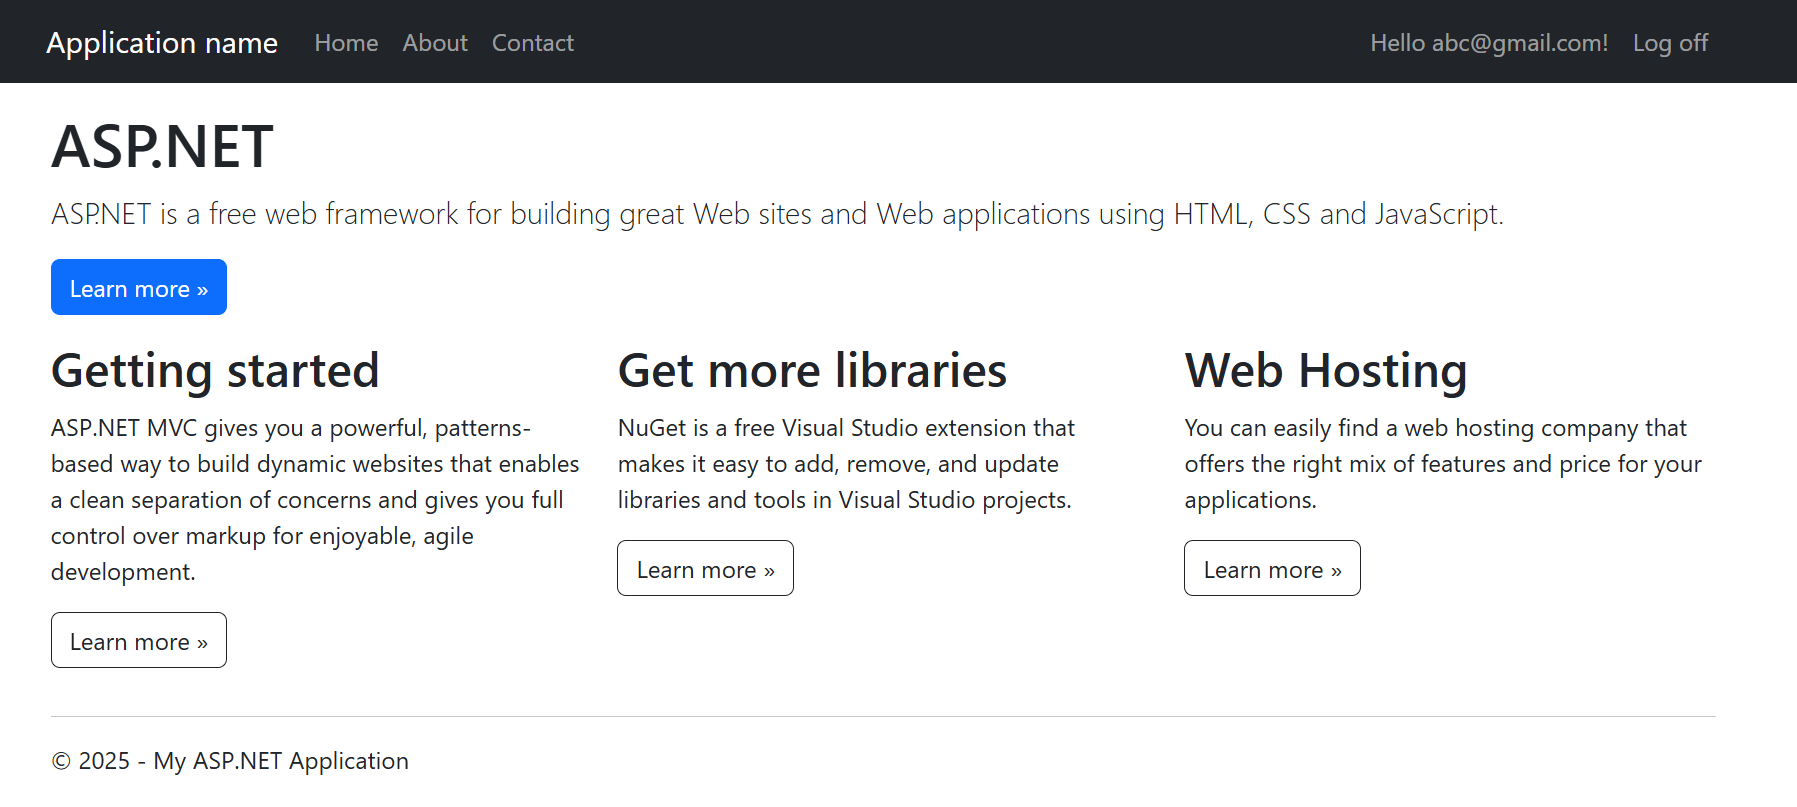 Application name Home About Contact Hello abc@gmail.com! Log off
ASP.NET
ASP.NET is a free web framework for building great Web sites and Web applications using HTML, CSS and JavaScript.
Learn more »
Getting started
ASP.NET MVC gives you a powerful, patterns-
based way to build dynamic websites that enables
a clean separation of concerns and gives you full
control over markup for enjoyable, agile
development.
Learn more »
Get more libraries
NuGet is a free Visual Studio extension that
makes it easy to add, remove, and update
libraries and tools in Visual Studio projects.
Learn more »
Web Hosting
You can easily find a web hosting company that
offers the right mix of features and price for your
applications.
Learn more »
© 2025 - My ASP.NET Application